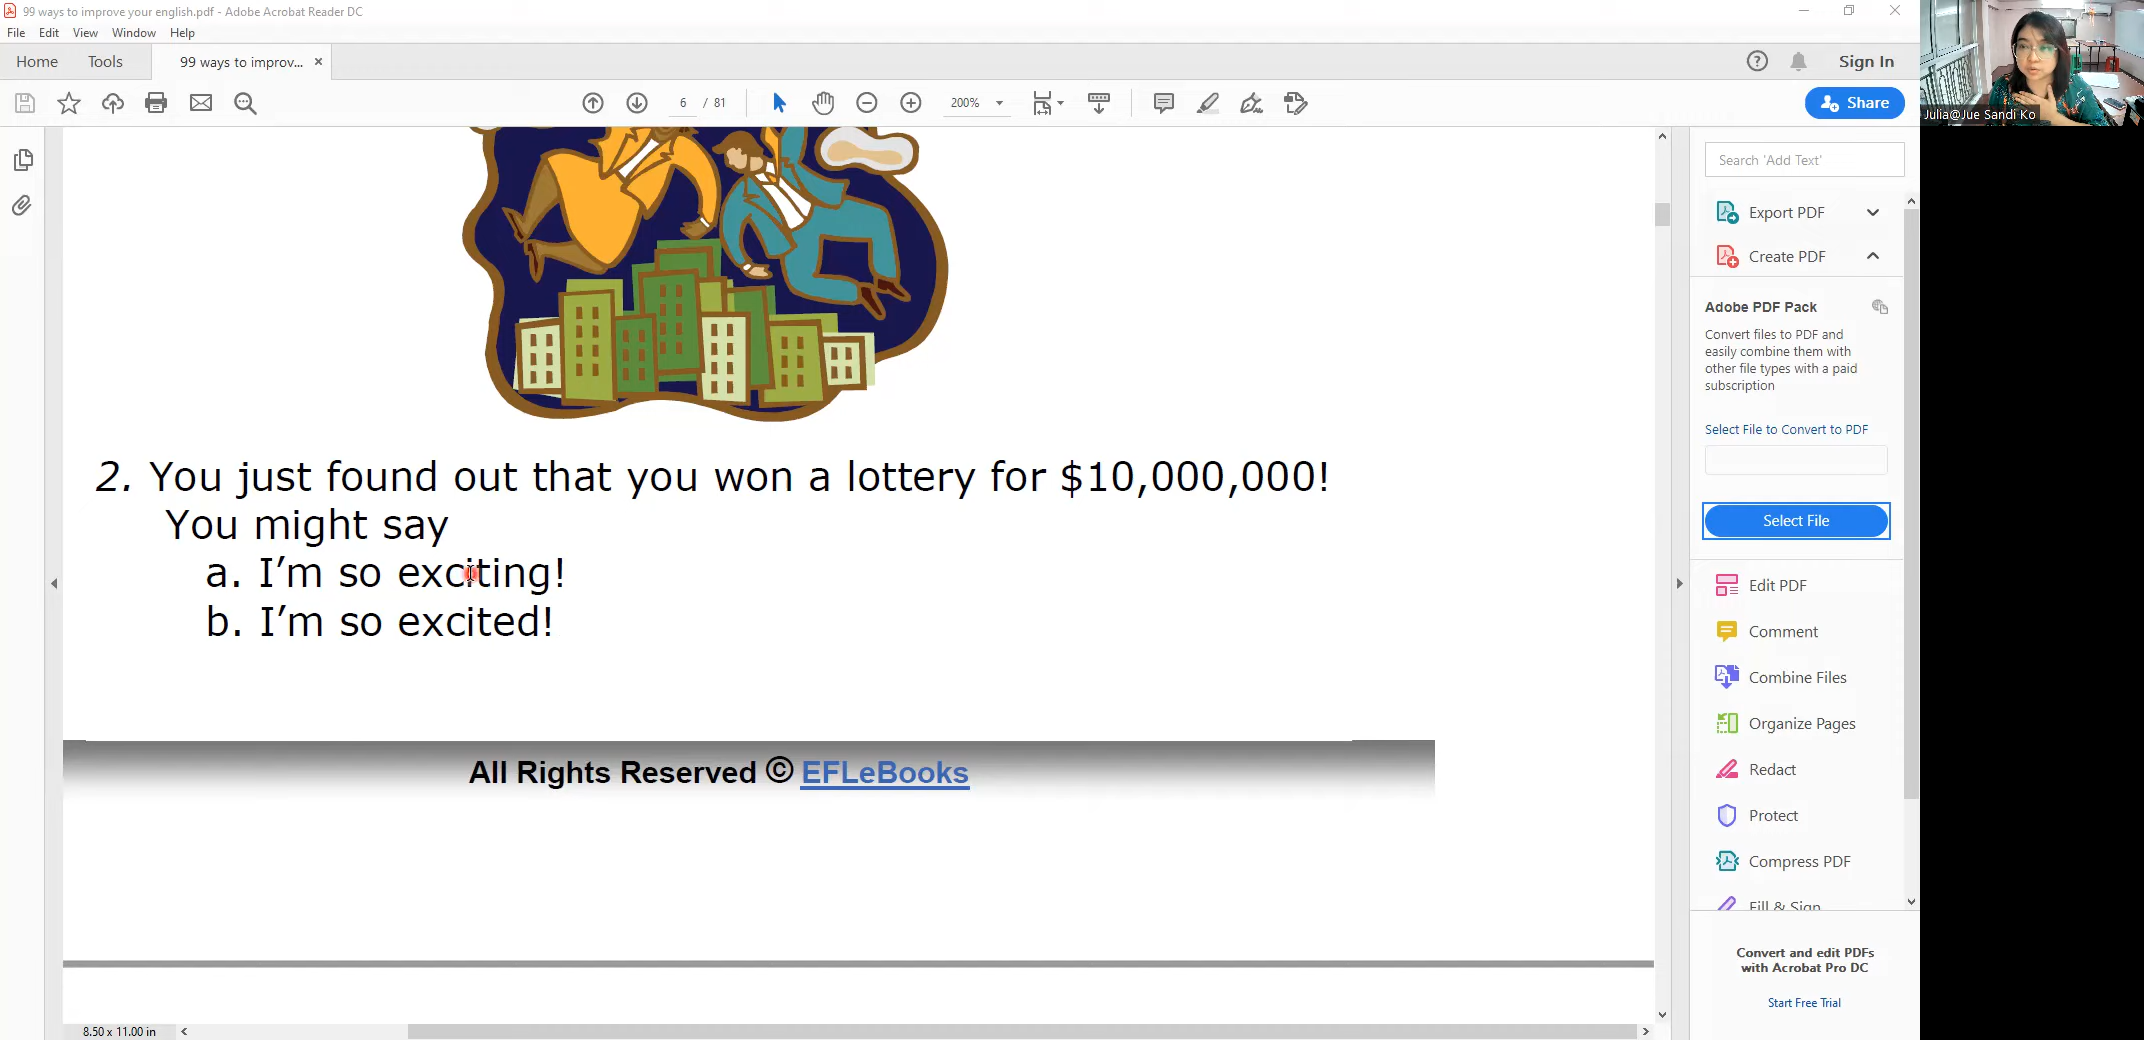 99 ways to improve your english.pdf - Adobe Acrobat Reader DC
File Edit View Window Help
Home Tools 99 ways to improv... ×
Sign In
6 / 81 200% Share
Julia@Jue Sandi Ko
2. You just found out that you won a lottery for $10,000,000!
You might say
a. I'm so exciting!
b. I'm so excited!
All Rights Reserved © EFLeBooks
8.50 x 11.00 in
Search 'Add Text'
Export PDF
Create PDF
Adobe PDF Pack
Convert files to PDF and
easily combine them with
other file types with a paid
subscription
Select File to Convert to PDF
Select File
Edit PDF
Comment
Combine Files
Organize Pages
Redact
Protect
Compress PDF
Fill & Sign
Convert and edit PDFs
with Acrobat Pro DC
Start Free Trial